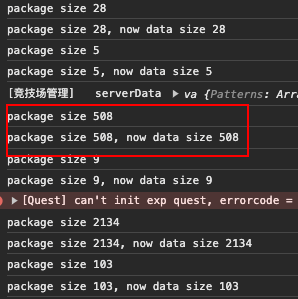 package size 28
package size 28, now data size 28
package size 5
package size 5, now data size 5
[竞技场管理] serverData ▶ va {Patterns: Arra
package size 508
package size 508, now data size 508
package size 9
package size 9, now data size 9
▶ [Quest] can't init exp quest, errorcode =
package size 2134
package size 2134, now data size 2134
package size 103
package size 103, now data size 103